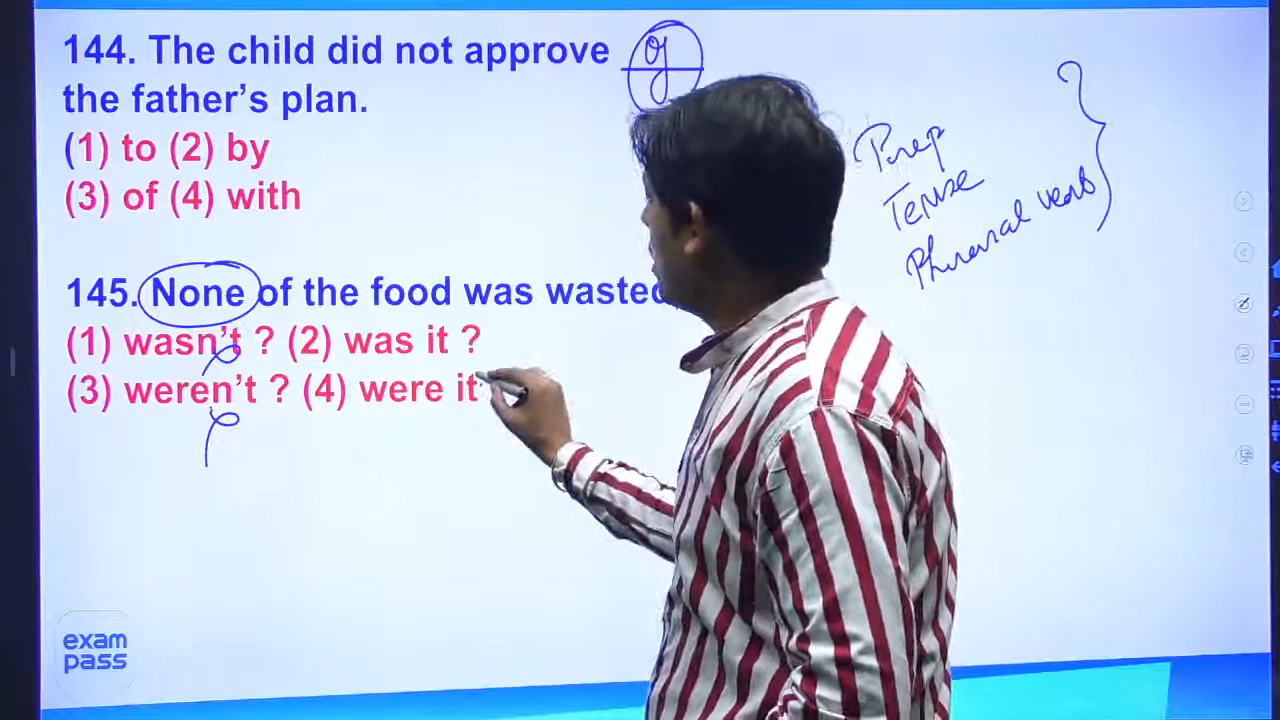 144. The child did not approve of
the father's plan.
(1) to (2) by
(3) of (4) with
Prep
Tense
Phrasal verb
145. None of the food was wasted
(1) wasn't ? (2) was it ?
(3) weren't ? (4) were it
exam
pass